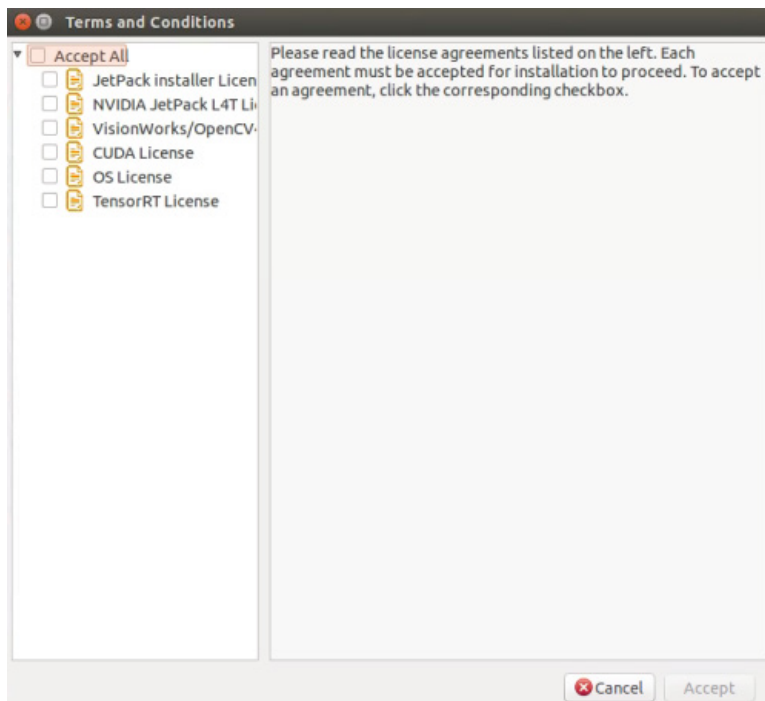 Terms and Conditions
Accept All
JetPack installer Licen
NVIDIA JetPack L4T Li
VisionWorks/OpenCV
CUDA License
OS License
TensorRT License
Please read the license agreements listed on the left. Each
agreement must be accepted for installation to proceed. To accept
an agreement, click the corresponding checkbox.
Cancel
Accept